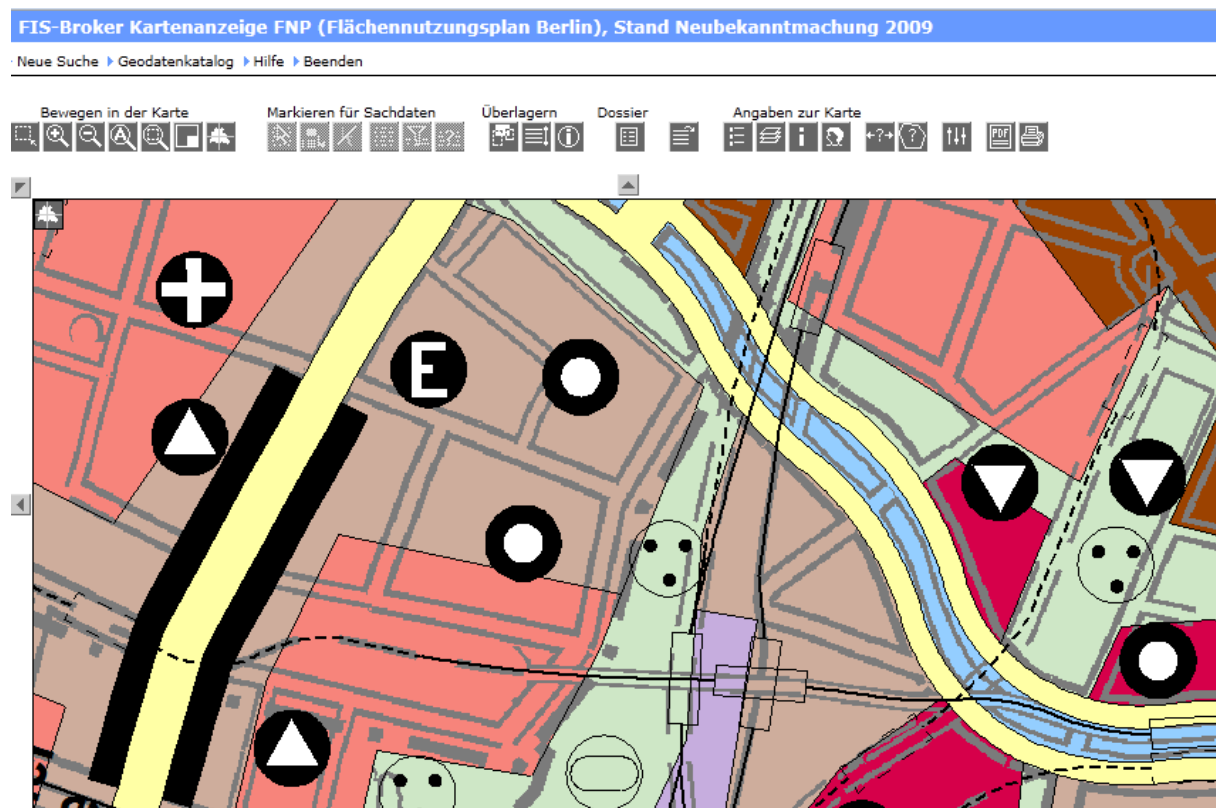 FIS-Broker Kartenanzeige FNP (Flächennutzungsplan Berlin), Stand Neubekanntmachung 2009
Neue Suche Geodatenkatalog Hilfe Beenden
Bewegen in der Karte Markieren für Sachdaten Überlagern Dossier Angaben zur Karte
PDF
E